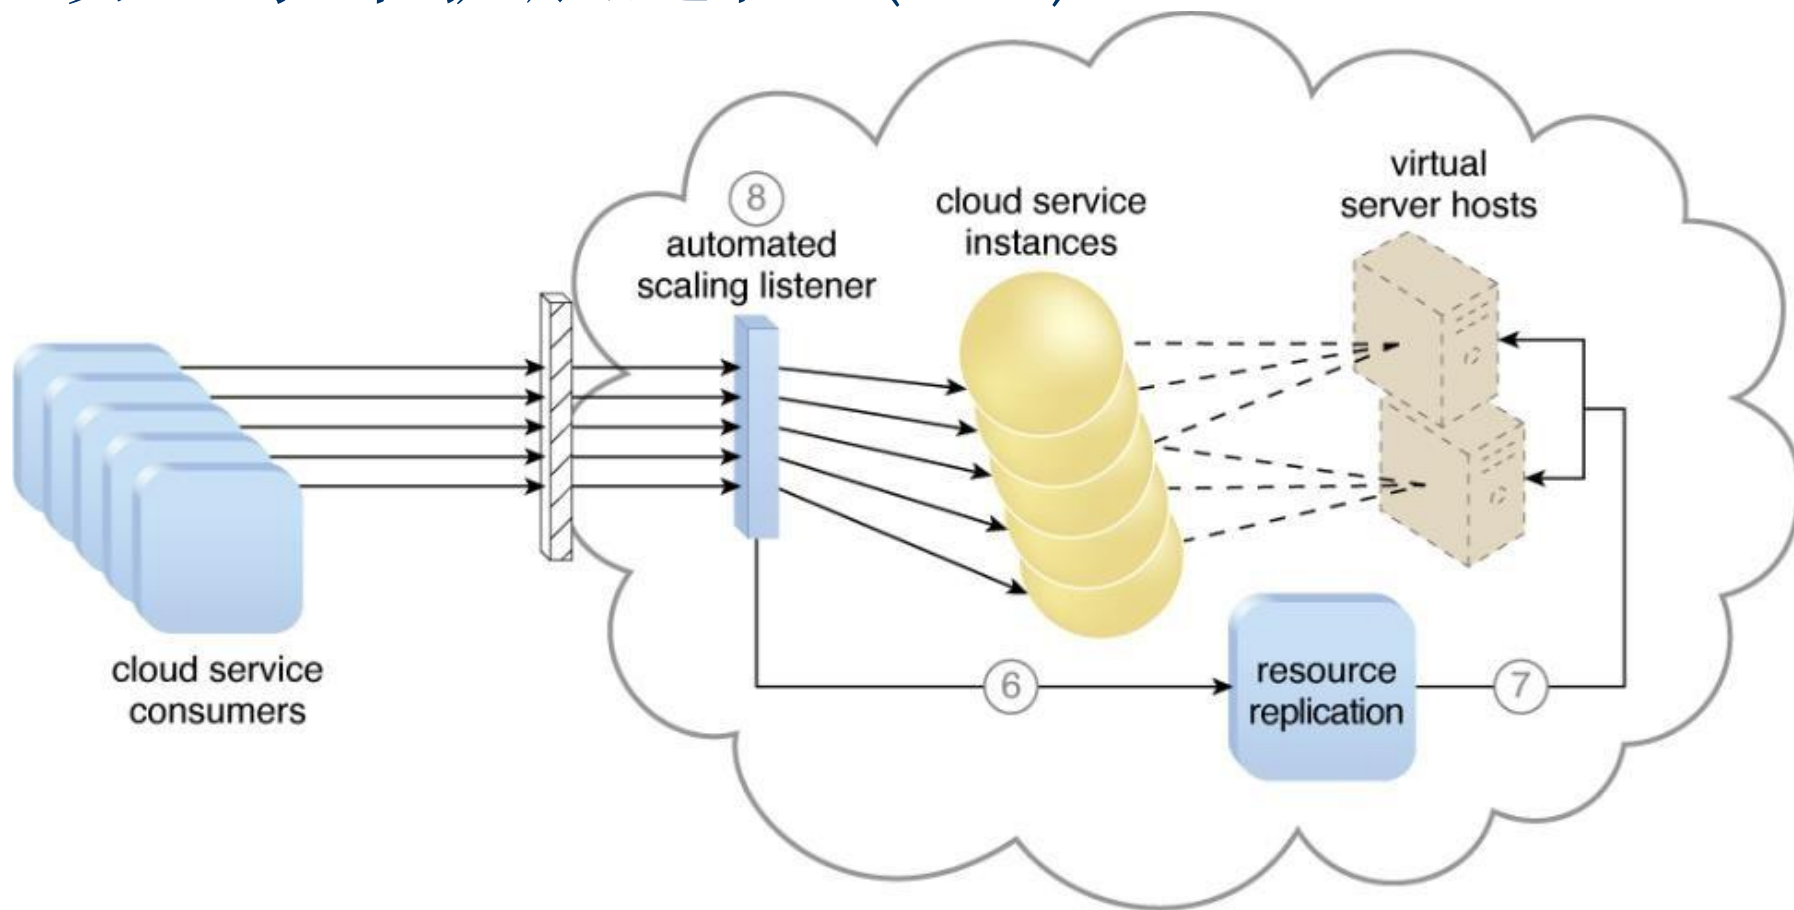 8
automated
scaling listener
cloud service
instances
virtual
server hosts
cloud service
consumers
6
resource
replication
7